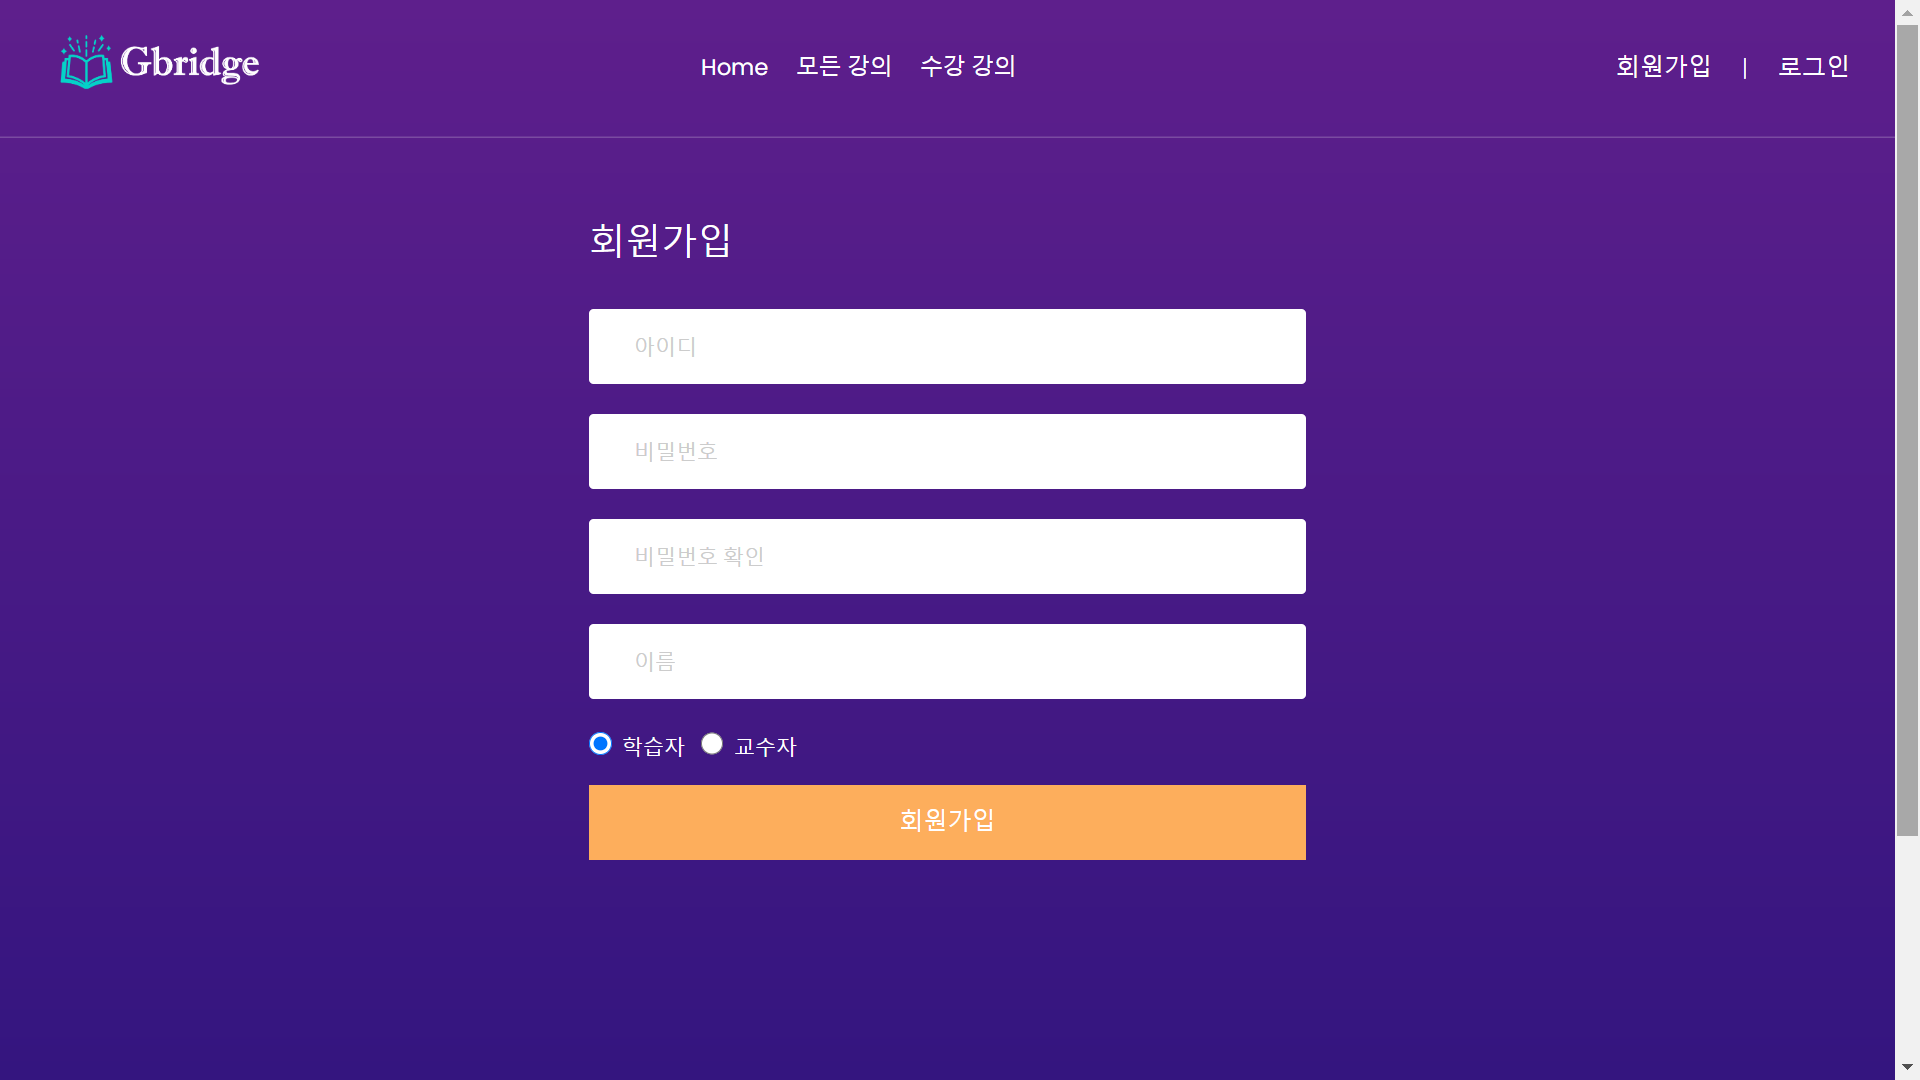 Gbridge
Home 모든 강의 수강 강의
회원가입 | 로그인
회원가입
아이디
비밀번호
비밀번호 확인
이름
학습자 교수자
회원가입